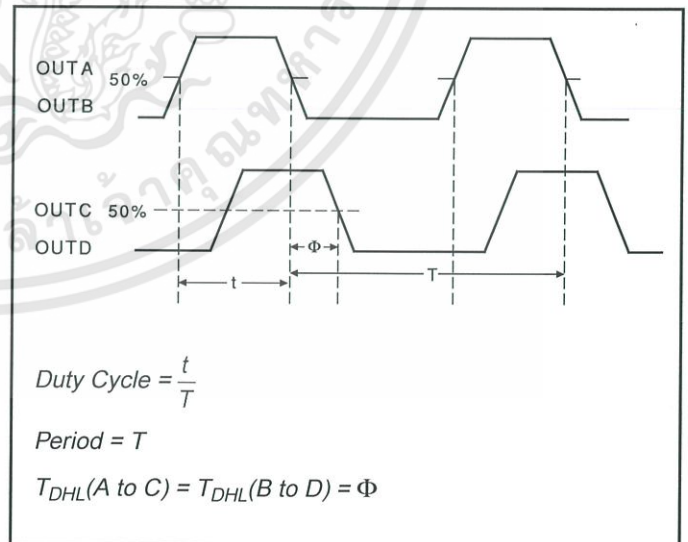 OUTA
50%
OUTB
OUTC 50%
OUTD
Φ
t
T
Duty Cycle = t/T
Period = T
T_DHL(A to C) = T_DHL(B to D) = Φ